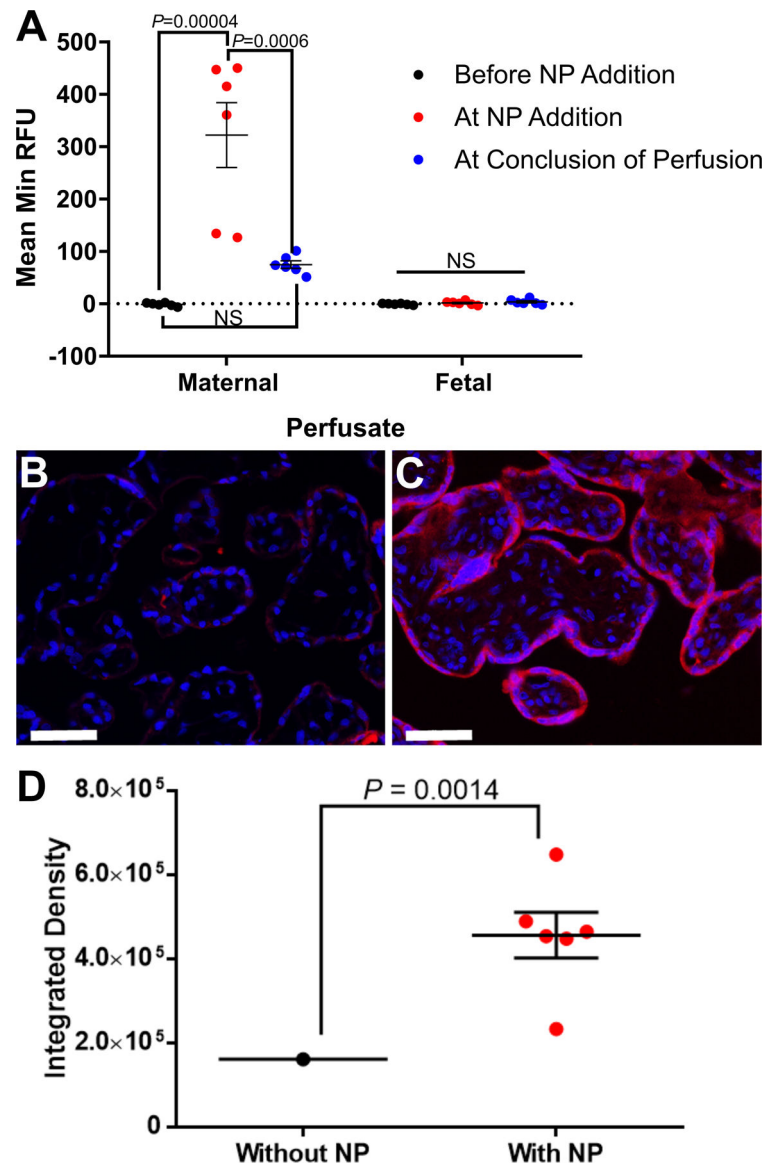 A
P=0.00004
P=0.0006
500
400
300
200
100
0
-100
Mean Min RFU
Before NP Addition
At NP Addition
At Conclusion of Perfusion
NS
NS
Maternal
Fetal
Perfusate
B
C
D
P = 0.0014
8.0×10⁵
6.0×10⁵
4.0×10⁵
2.0×10⁵
0
Integrated Density
Without NP
With NP